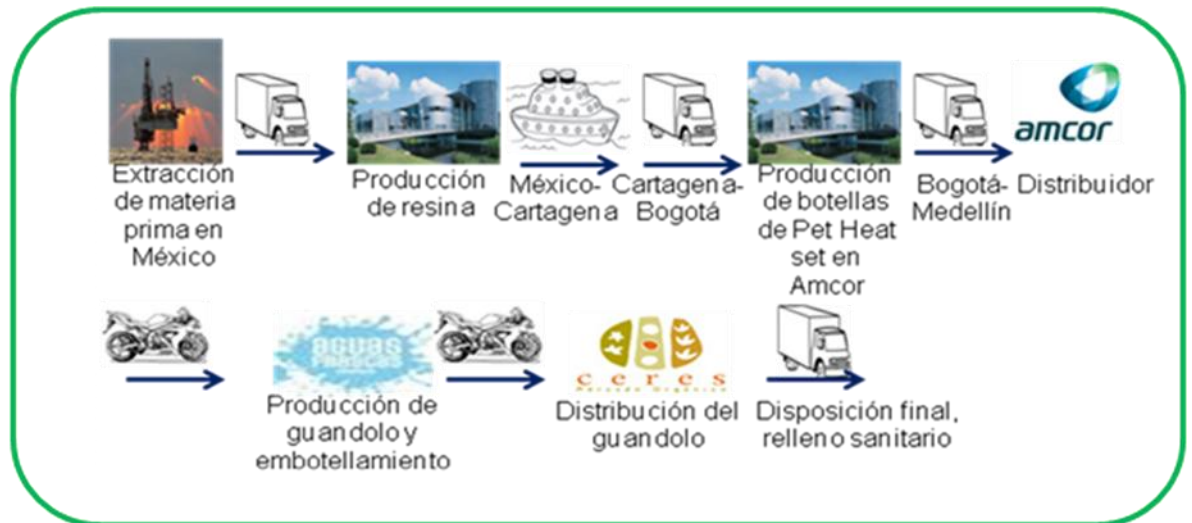 amcor
Extracción
de materia
prima en
México
Producción
de resina
México-
Cartagena
Cartagena-
Bogotá
Producción
de botellas
de Pet Heat
set en
Amcor
Bogotá-
Medellín
Distribuidor
aguas
ceres
Producción de
guandolo y
embotellamiento
Distribución del
guandolo
Disposición final,
relleno sanitario